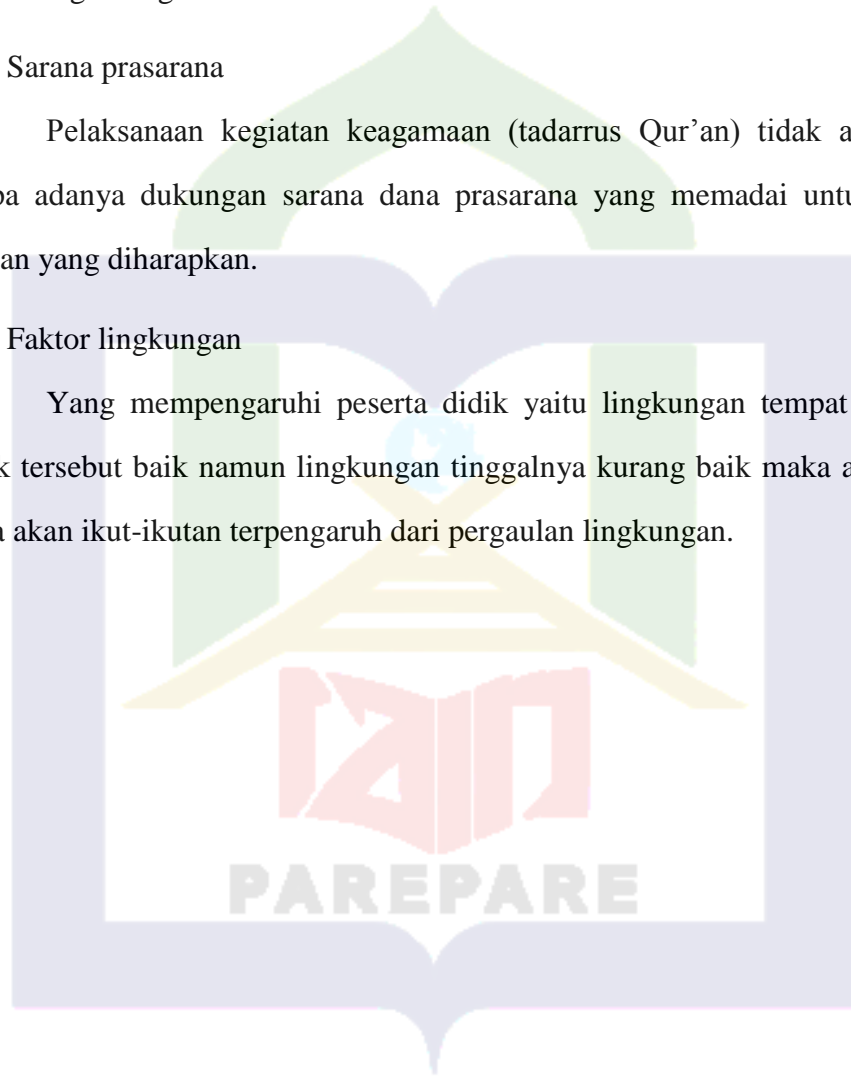 Sarana prasarana
Pelaksanaan kegiatan keagamaan (tadarrus Qur’an) tidak a
adanya dukungan sarana dana prasarana yang memadai untu
an yang diharapkan.
Faktor lingkungan
Yang mempengaruhi peserta didik yaitu lingkungan tempat
k tersebut baik namun lingkungan tinggalnya kurang baik maka a
a akan ikut-ikutan terpengaruh dari pergaulan lingkungan.
iain
PAREPARE